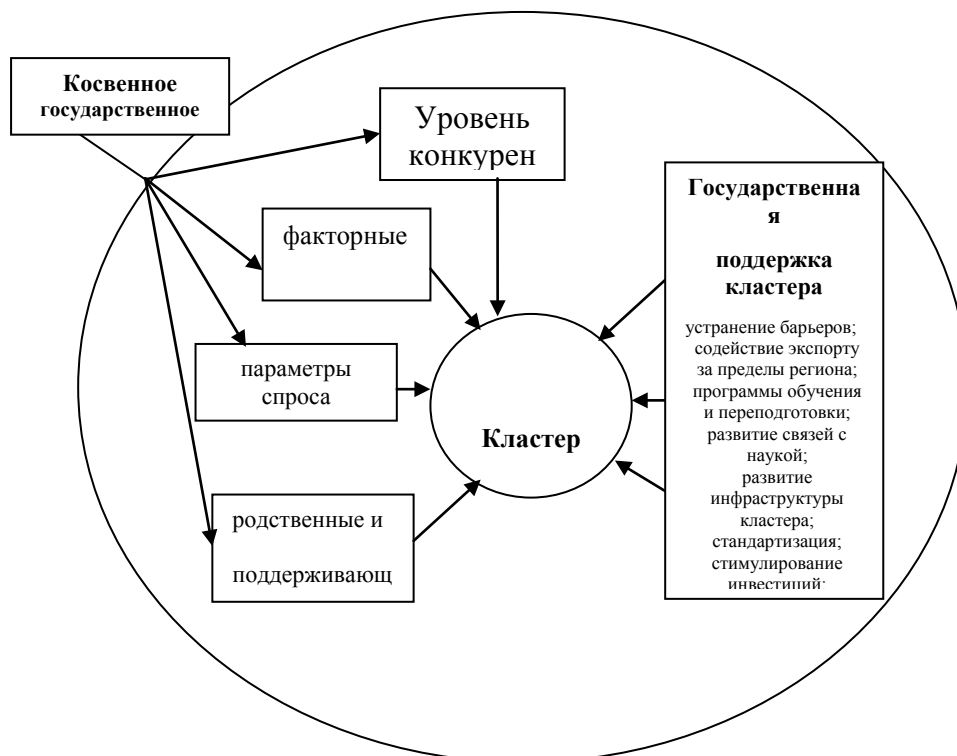 Косвенное
государственное
Уровень
конкурен
факторные
параметры
спроса
родственные и
поддерживающ
Кластер
Государственна
я
поддержка
кластера
устранение барьеров;
содействие экспорту
за пределы региона;
программы обучения
и переподготовки;
развитие связей с
наукой;
развитие
инфраструктуры
кластера;
стандартизация;
стимулирование
инвестиций;